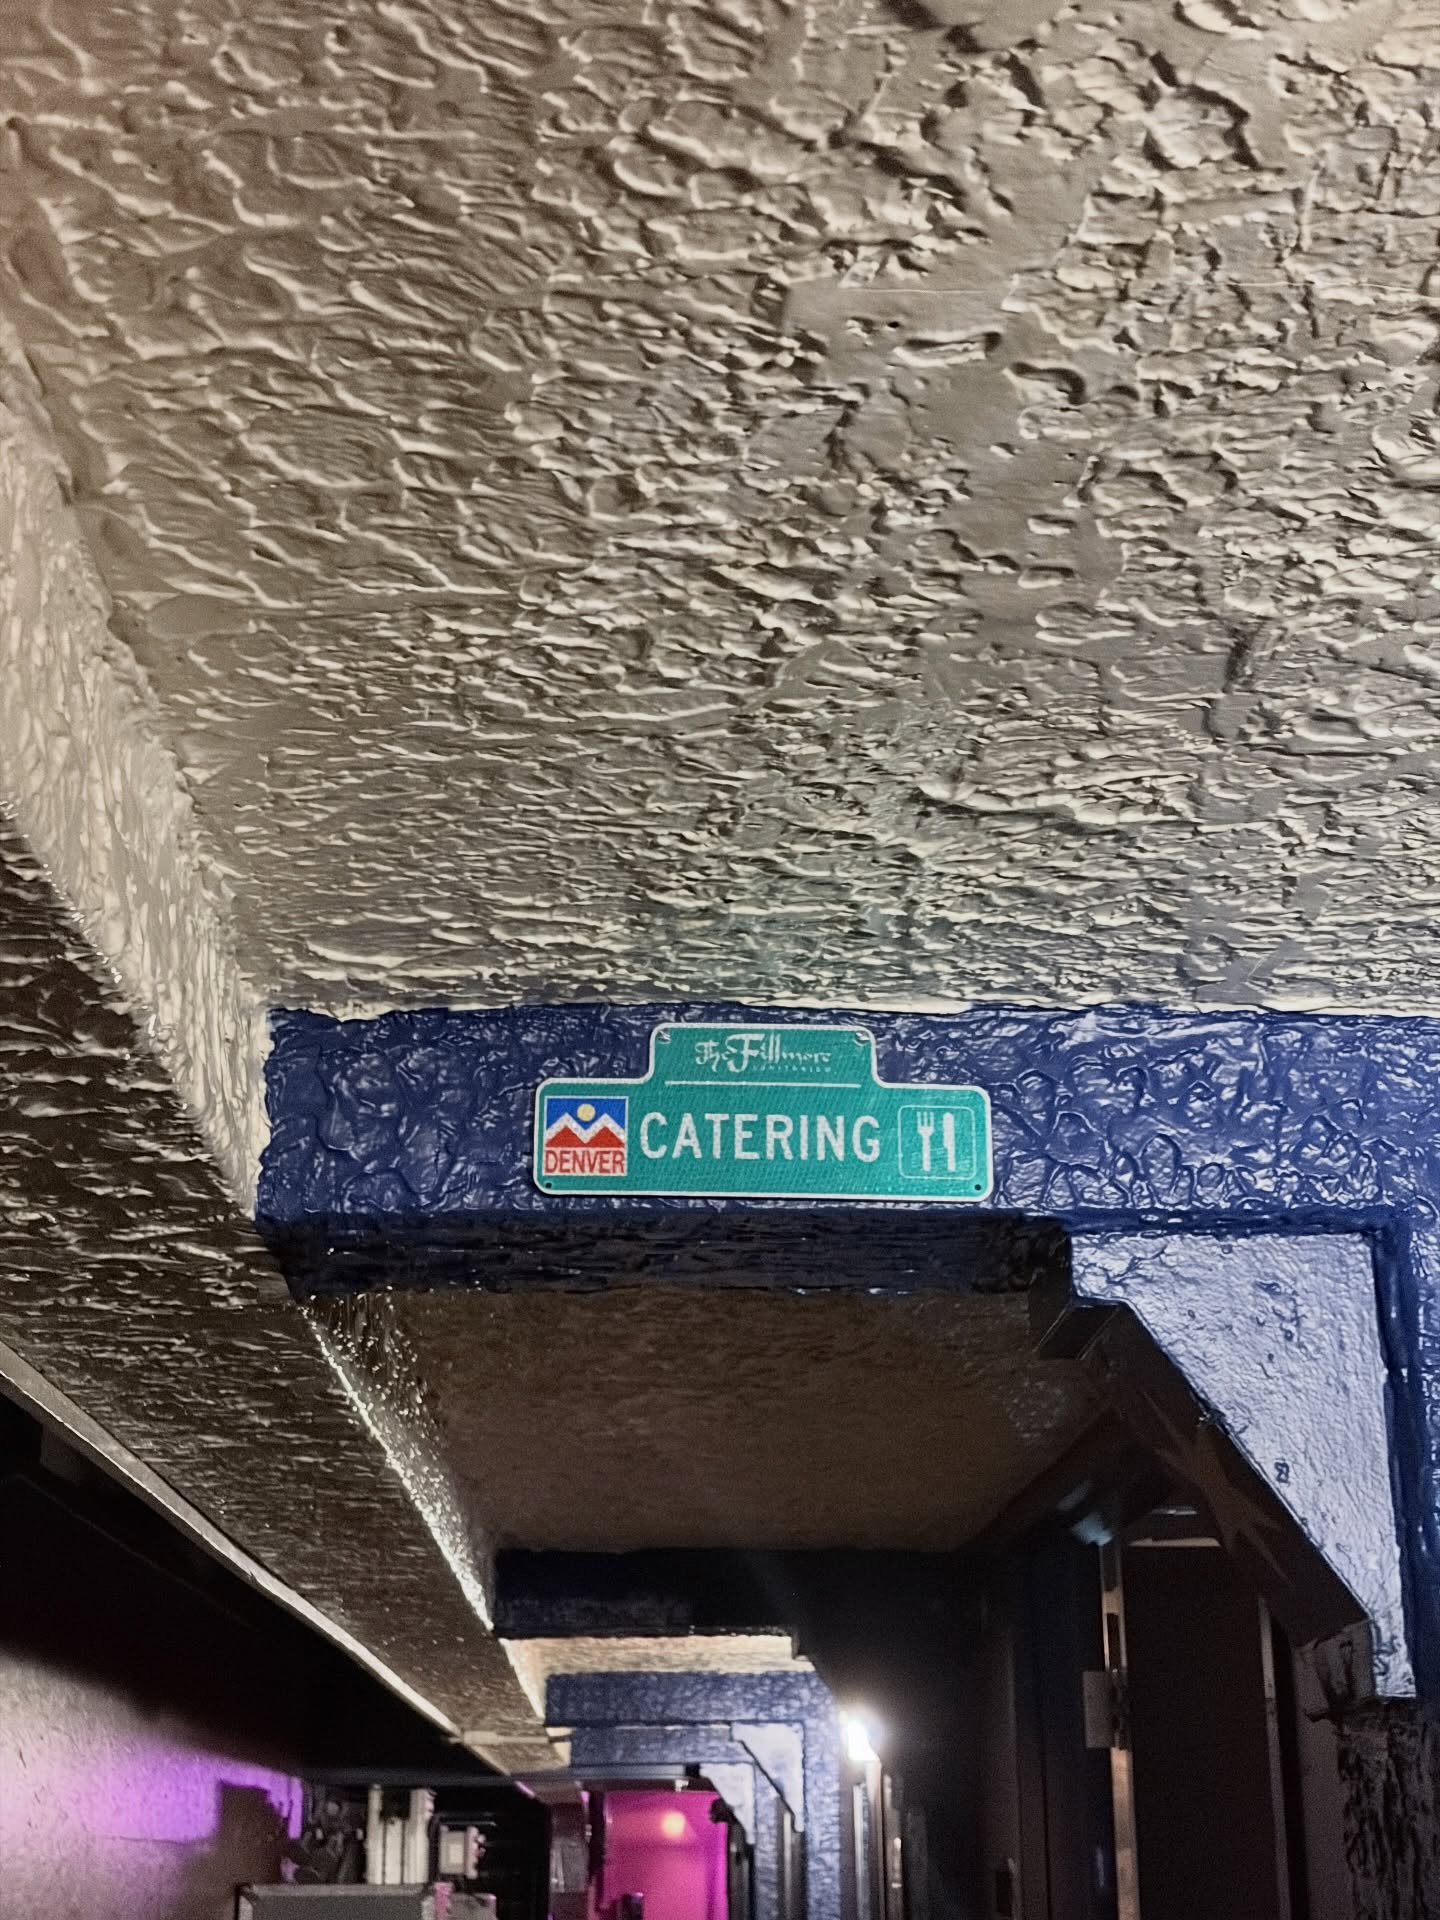 The Fillmore
AUDITORIUM
DENVER
CATERING